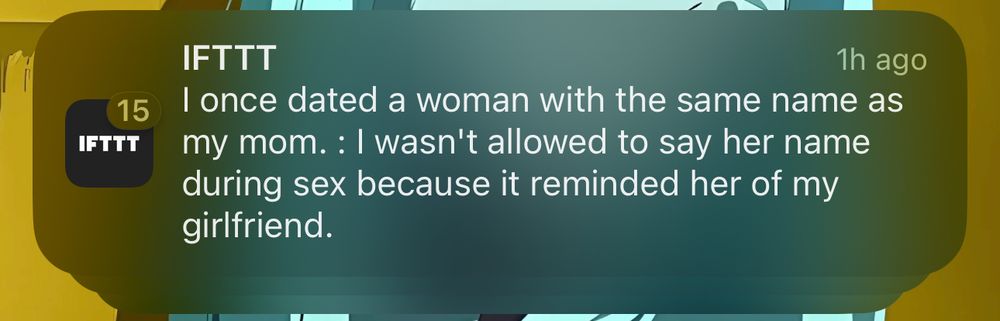 IFTTT
1h ago
15
IFTTT
I once dated a woman with the same name as
my mom. : I wasn't allowed to say her name
during sex because it reminded her of my
girlfriend.